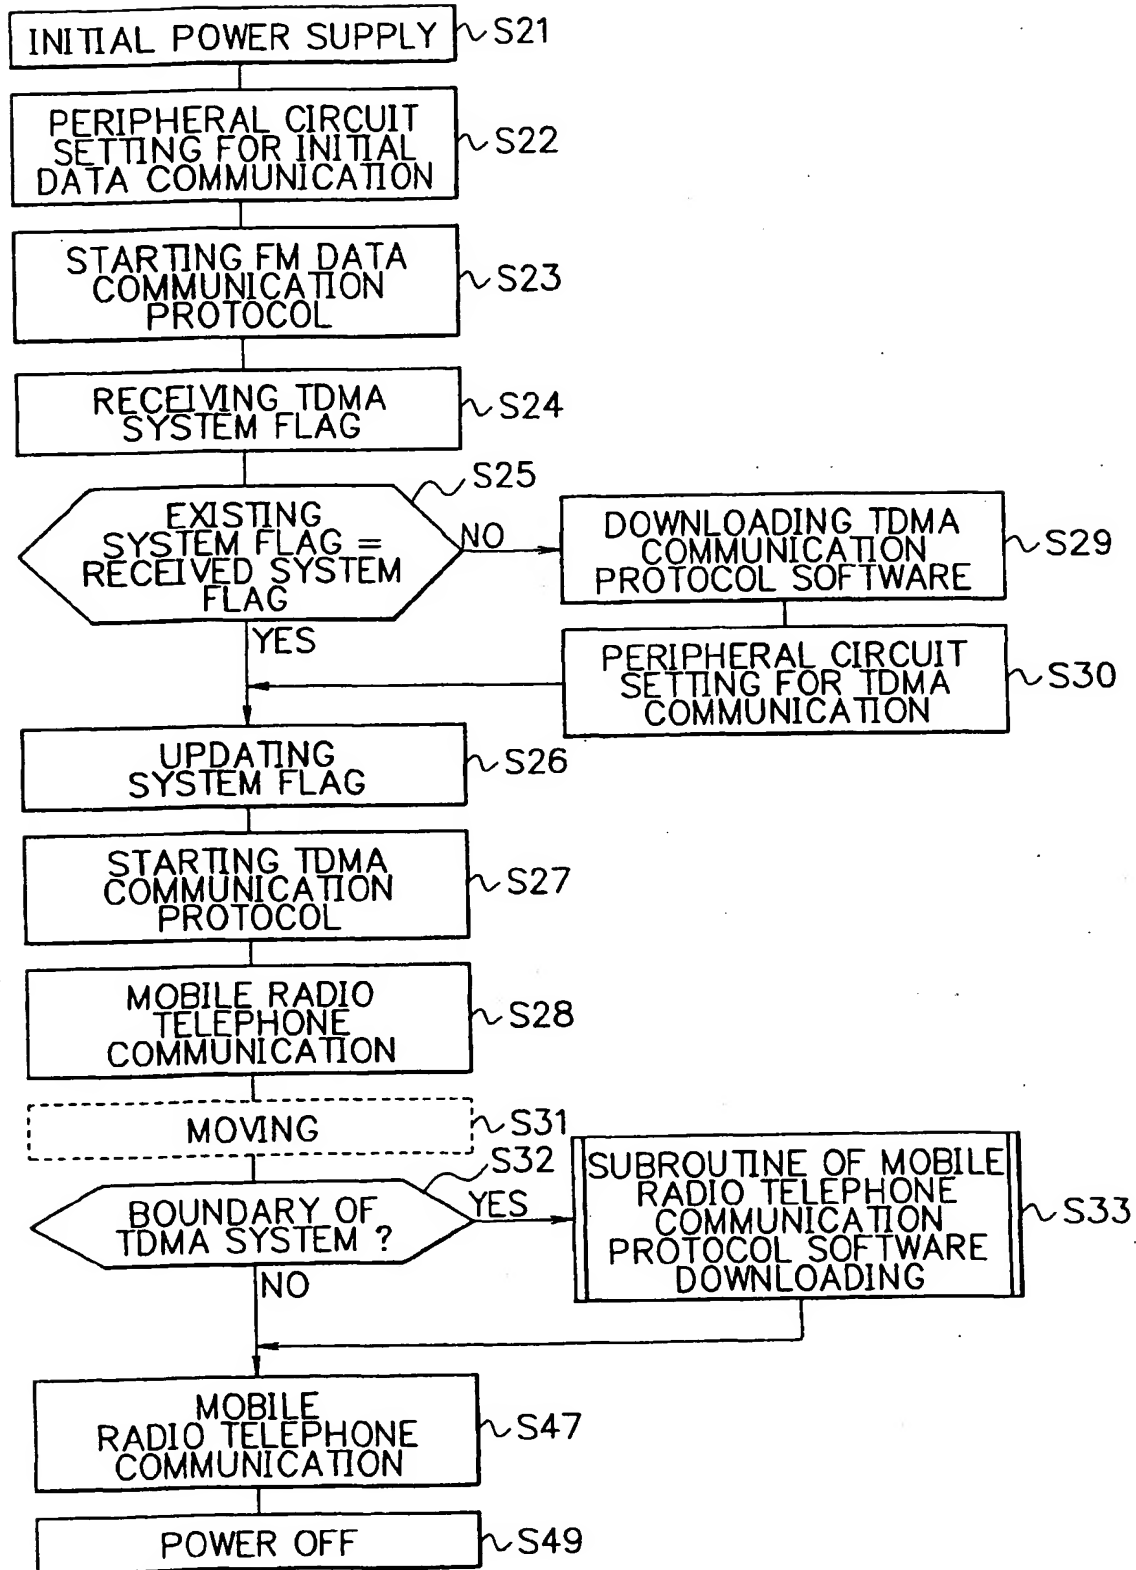 INITIAL POWER SUPPLY S21
PERIPHERAL CIRCUIT
SETTING FOR INITIAL
DATA COMMUNICATION
S22
STARTING FM DATA
COMMUNICATION
PROTOCOL
S23
RECEIVING TDMA
SYSTEM FLAG
S24
S25
EXISTING
SYSTEM FLAG =
RECEIVED SYSTEM
FLAG
NO
YES
DOWNLOADING TDMA
COMMUNICATION
PROTOCOL SOFTWARE
S29
PERIPHERAL CIRCUIT
SETTING FOR TDMA
COMMUNICATION
S30
UPDATING
SYSTEM FLAG
S26
STARTING TDMA
COMMUNICATION
PROTOCOL
S27
MOBILE RADIO
TELEPHONE
COMMUNICATION
S28
MOVING S31
S32
BOUNDARY OF
TDMA SYSTEM ?
YES
NO
SUBROUTINE OF MOBILE
RADIO TELEPHONE
COMMUNICATION
PROTOCOL SOFTWARE
DOWNLOADING
S33
MOBILE
RADIO TELEPHONE
COMMUNICATION
S47
POWER OFF S49